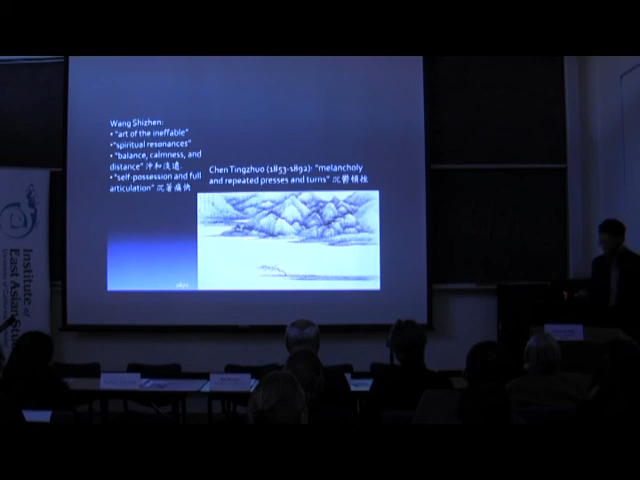 Wang Shizhen:
• "art of the ineffable"
• "spiritual resonances"
• "balance, calmness, and
distance" 沖和淡遠.
• "self-possession and full
articulation" 沉著痛快
Chen Tingzhuo (1853-1892): "melancholy
and repeated presses and turns" 沉鬱頓挫
Institute of
East Asian Stu